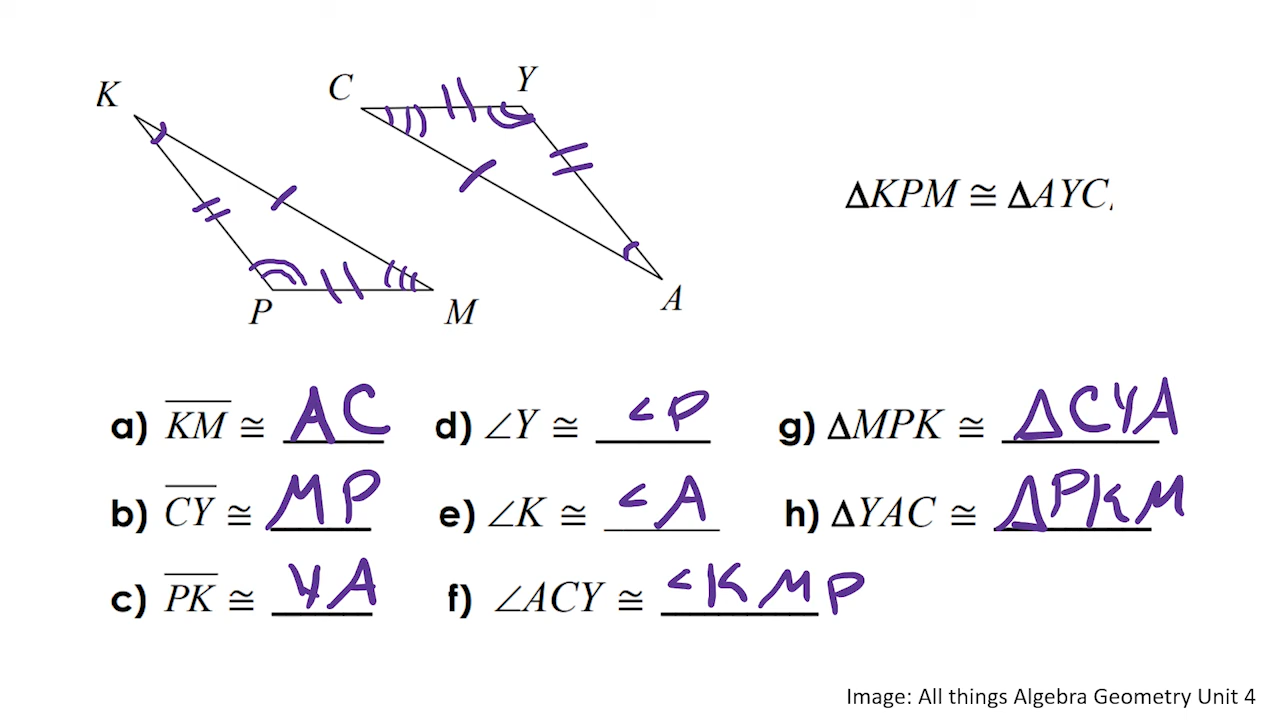 K C Y
ΔKPM ≅ ΔAYC,
P M A
a) KM ≅ AC d) ∠Y ≅ ∠P g) ΔMPK ≅ ΔCYA
b) CY ≅ MP e) ∠K ≅ ∠A h) ΔYAC ≅ ΔPKM
c) PK ≅ YA f) ∠ACY ≅ ∠KMP
Image: All things Algebra Geometry Unit 4